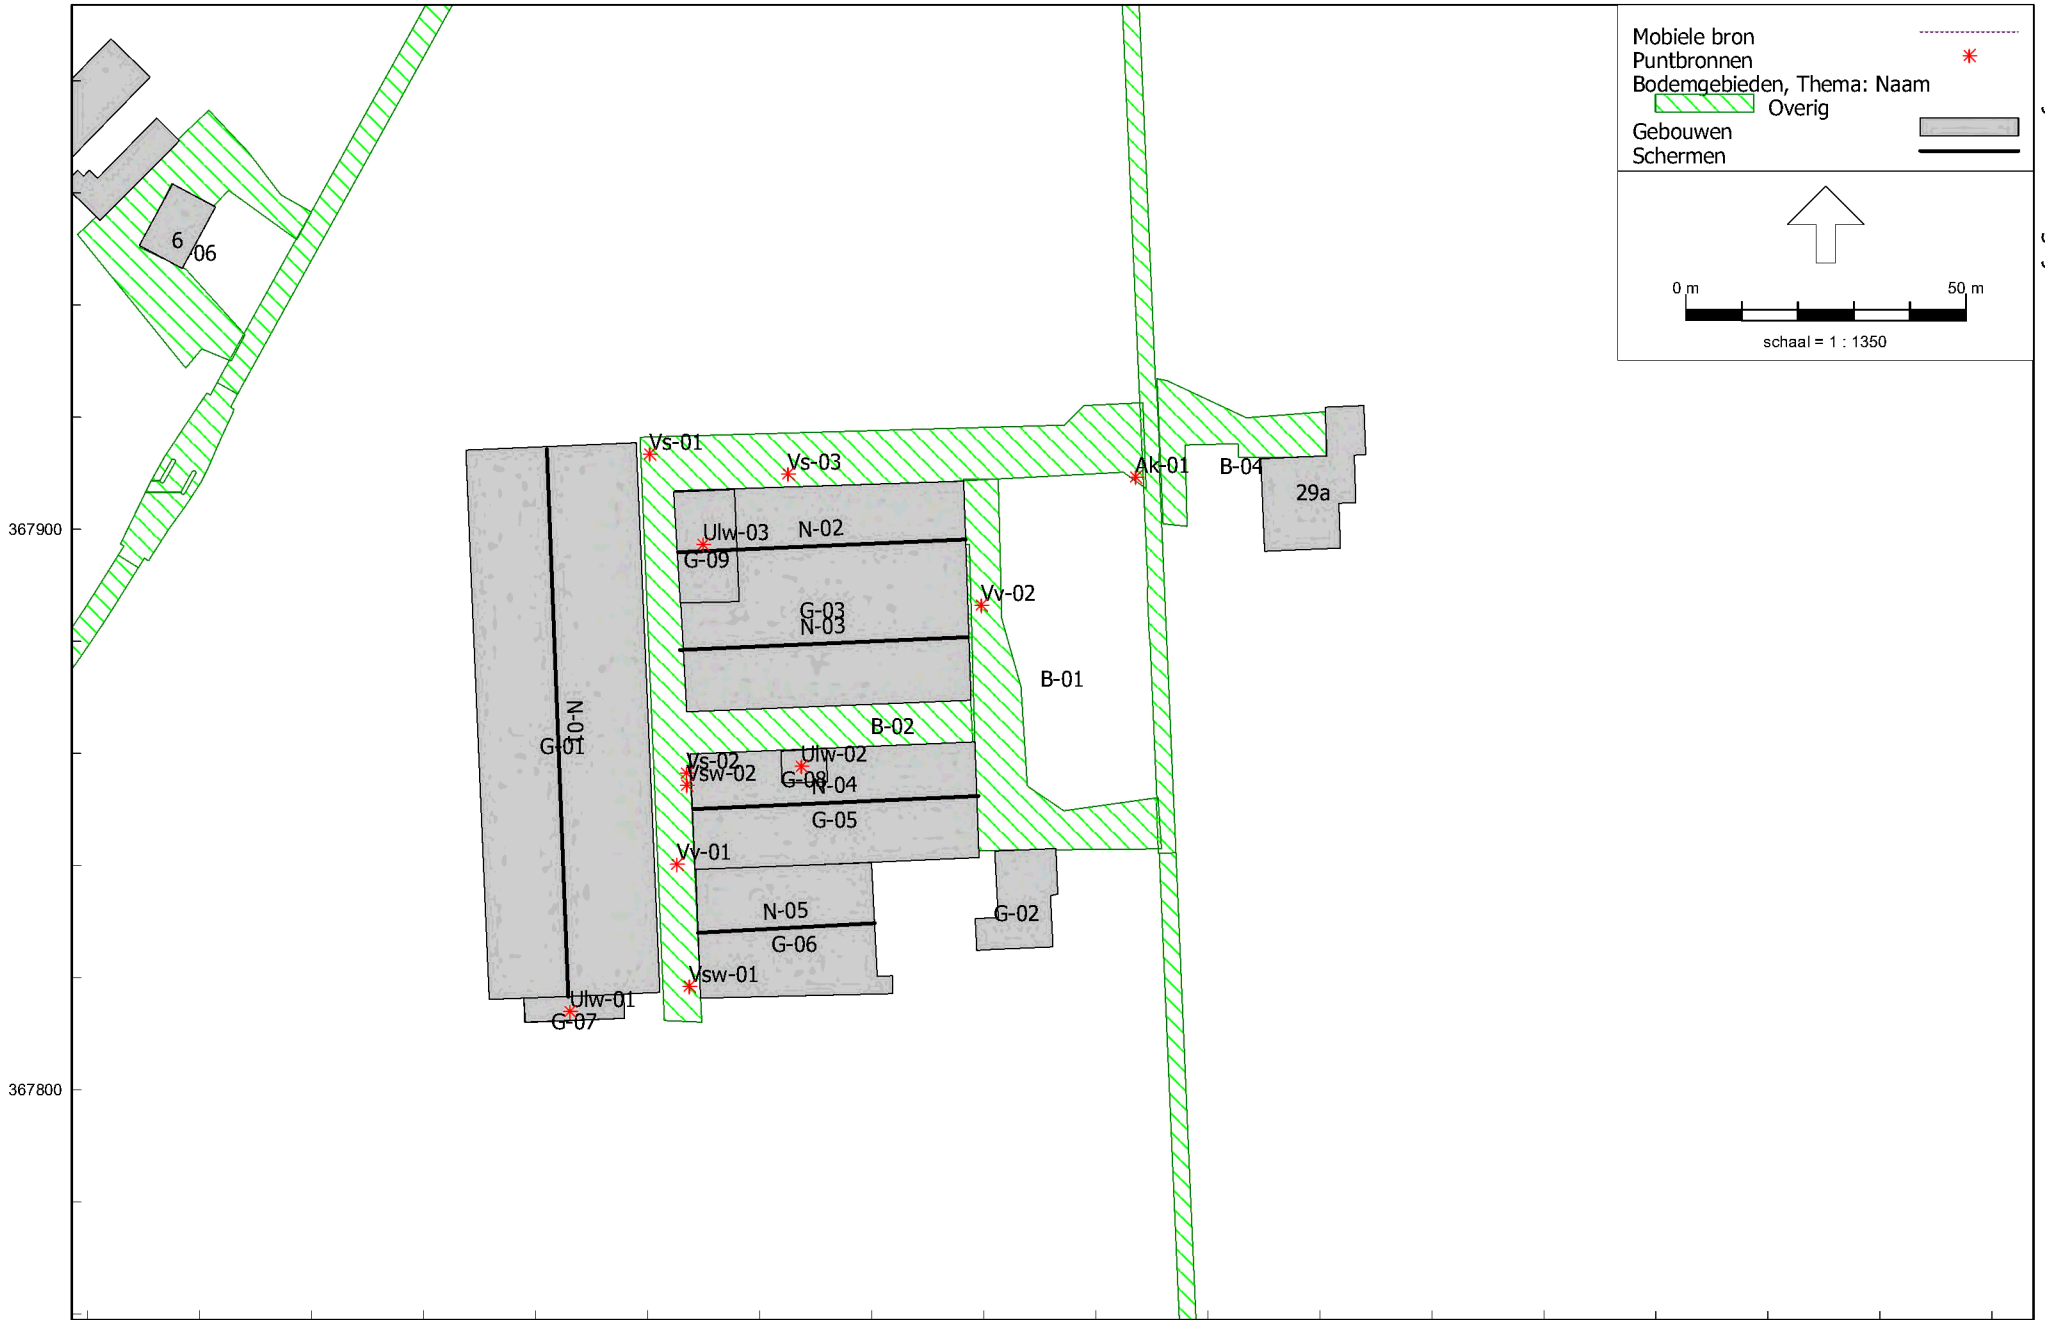 Mobiele bron
Puntbronnen
Bodemgebieden, Thema: Naam
Overig
Gebouwen
Schermen
0 m 50 m
schaal = 1 : 1350
6
-06
Vs-01
Vs-03
Ak-01
B-04
29a
367900
Ulw-03
N-02
G-09
Vv-02
G-03
N-03
B-01
N-01
G-01
B-02
Vs-02
Ulw-02
Vsw-02
G-08
N-04
G-05
Vv-01
N-05
G-02
G-06
Vsw-01
Ulw-01
G-07
367800